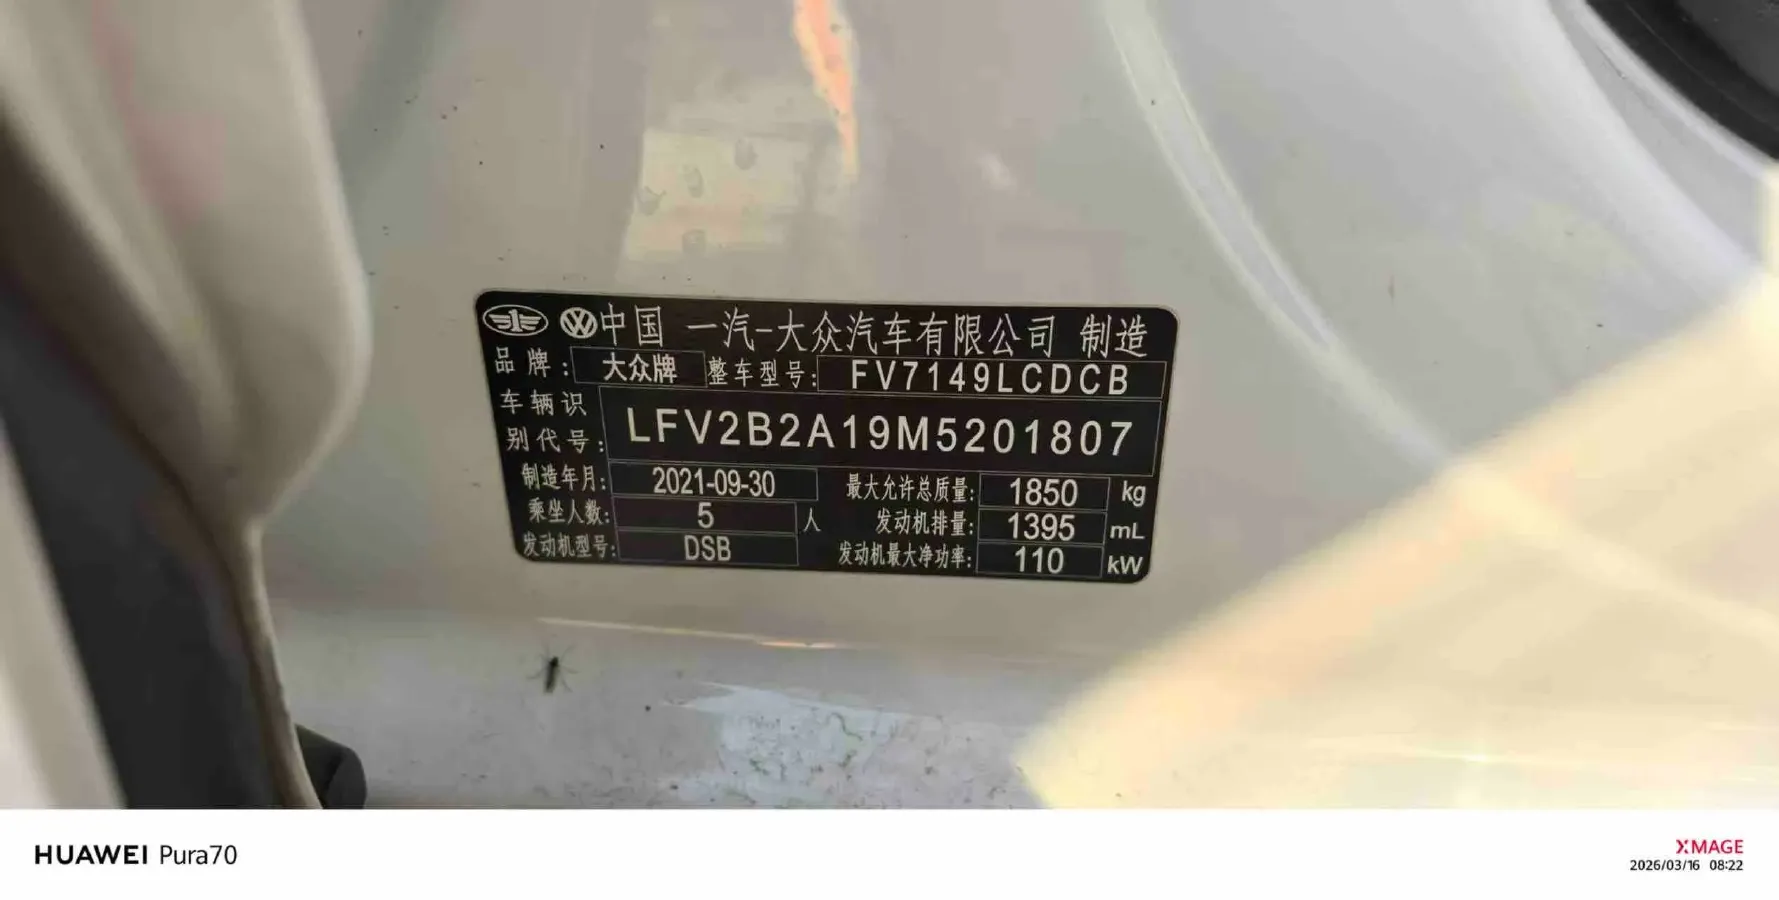 中国 一汽-大众汽车有限公司 制造
品牌: 大众牌 整车型号: FV7149LCDCB
车辆识别代号: LFV2B2A19M5201807
制造年月: 2021-09-30 最大允许总质量: 1850 kg
乘坐人数: 5 人 发动机排量: 1395 mL
发动机型号: DSB 发动机最大净功率: 110 kW
HUAWEI Pura70
XMAGE
2026/03/16 08:22